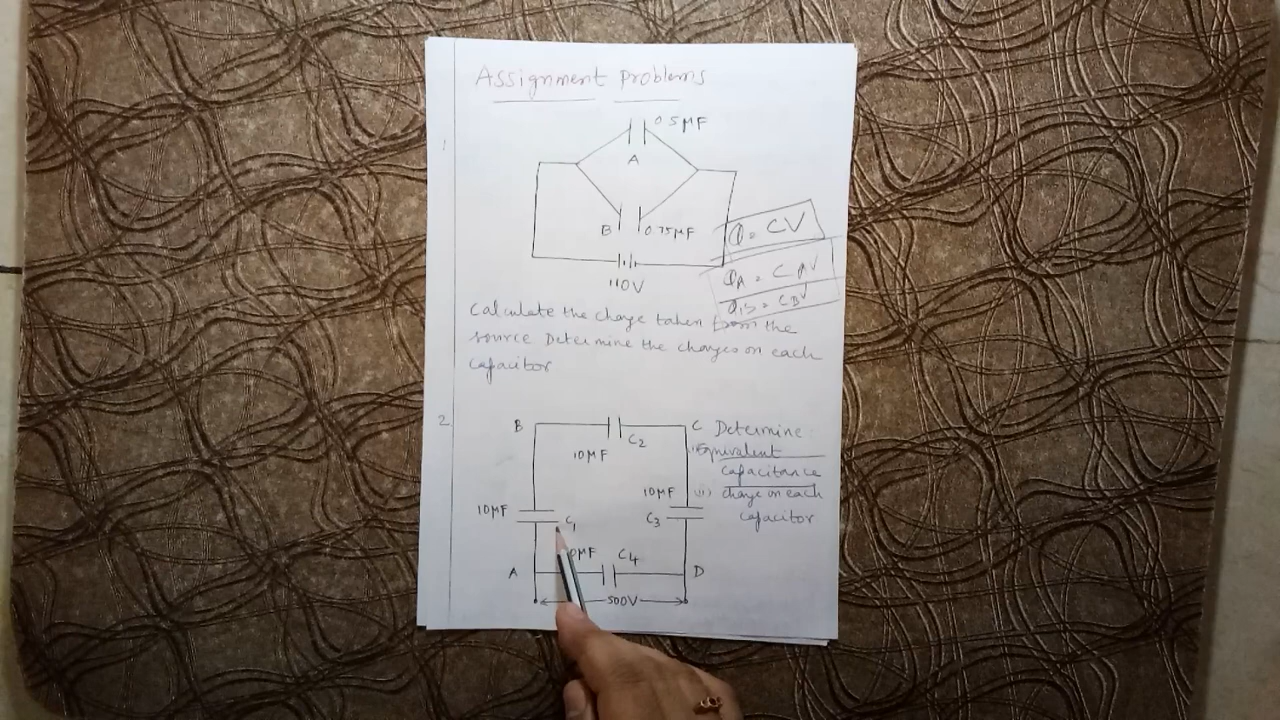 Assignment problems
1
0.5μF
A
B
0.75μF
110V
Q = CV
QA = CAV
QB = CBV
Calculate the charge taken from the
source Determine the charges on each
capacitor
2
B
C2
10μF
C Determine
i) Equivalent
capacitance
ii) charge on each
capacitor
10μF
C3
10μF
C1
C4
A
D
500V